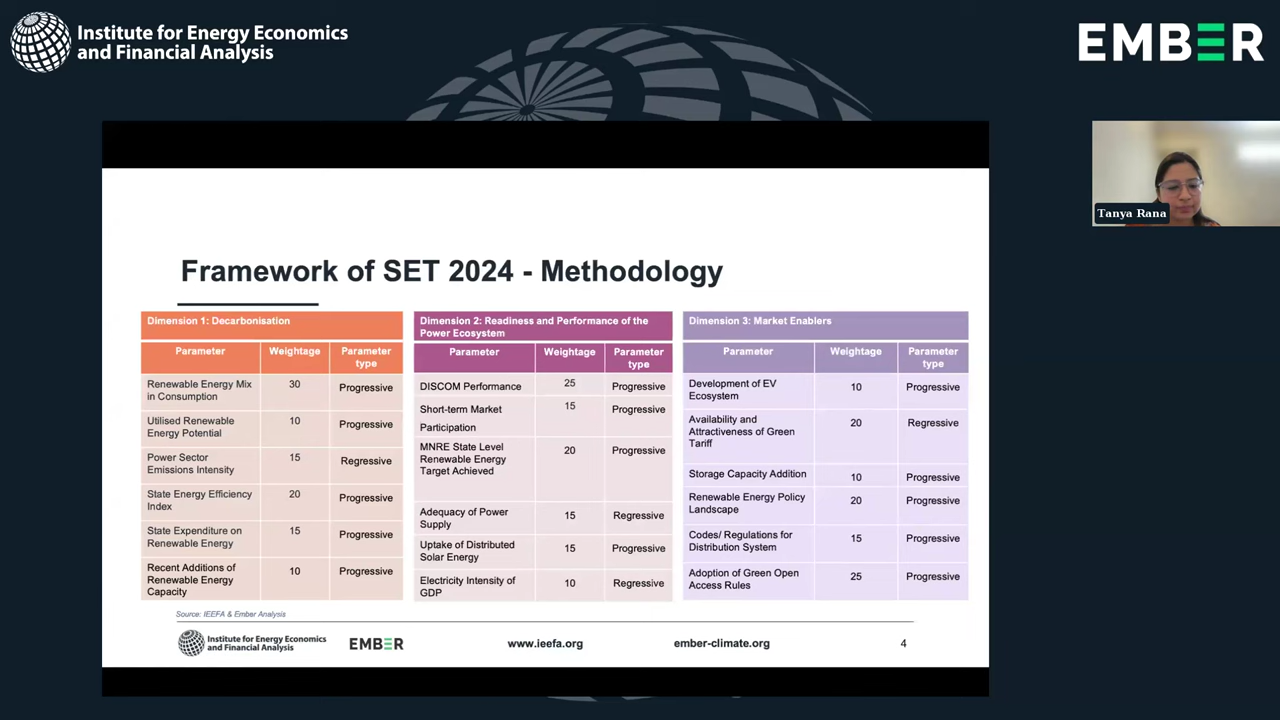 Institute for Energy Economics
and Financial Analysis
EMBER
Tanya Rana
Framework of SET 2024 - Methodology
Dimension 1: Decarbonisation
Parameter Weightage Parameter
type
Renewable Energy Mix
in Consumption
30 Progressive
Utilised Renewable
Energy Potential
10 Progressive
Power Sector
Emissions Intensity
15 Regressive
State Energy Efficiency
Index
20 Progressive
State Expenditure on
Renewable Energy
15 Progressive
Recent Additions of
Renewable Energy
Capacity
10 Progressive
Dimension 2: Readiness and Performance of the
Power Ecosystem
Parameter Weightage Parameter
type
DISCOM Performance 25 Progressive
Short-term Market
Participation
15 Progressive
MNRE State Level
Renewable Energy
Target Achieved
20 Progressive
Adequacy of Power
Supply
15 Regressive
Uptake of Distributed
Solar Energy
15 Progressive
Electricity Intensity of
GDP
10 Regressive
Dimension 3: Market Enablers
Parameter Weightage Parameter
type
Development of EV
Ecosystem
10 Progressive
Availability and
Attractiveness of Green
Tariff
20 Regressive
Storage Capacity Addition 10 Progressive
Renewable Energy Policy
Landscape
20 Progressive
Codes/ Regulations for
Distribution System
15 Progressive
Adoption of Green Open
Access Rules
25 Progressive
Source: IEEFA & Ember Analysis
Institute for Energy Economics
and Financial Analysis
EMBER
www.ieefa.org
ember-climate.org
4